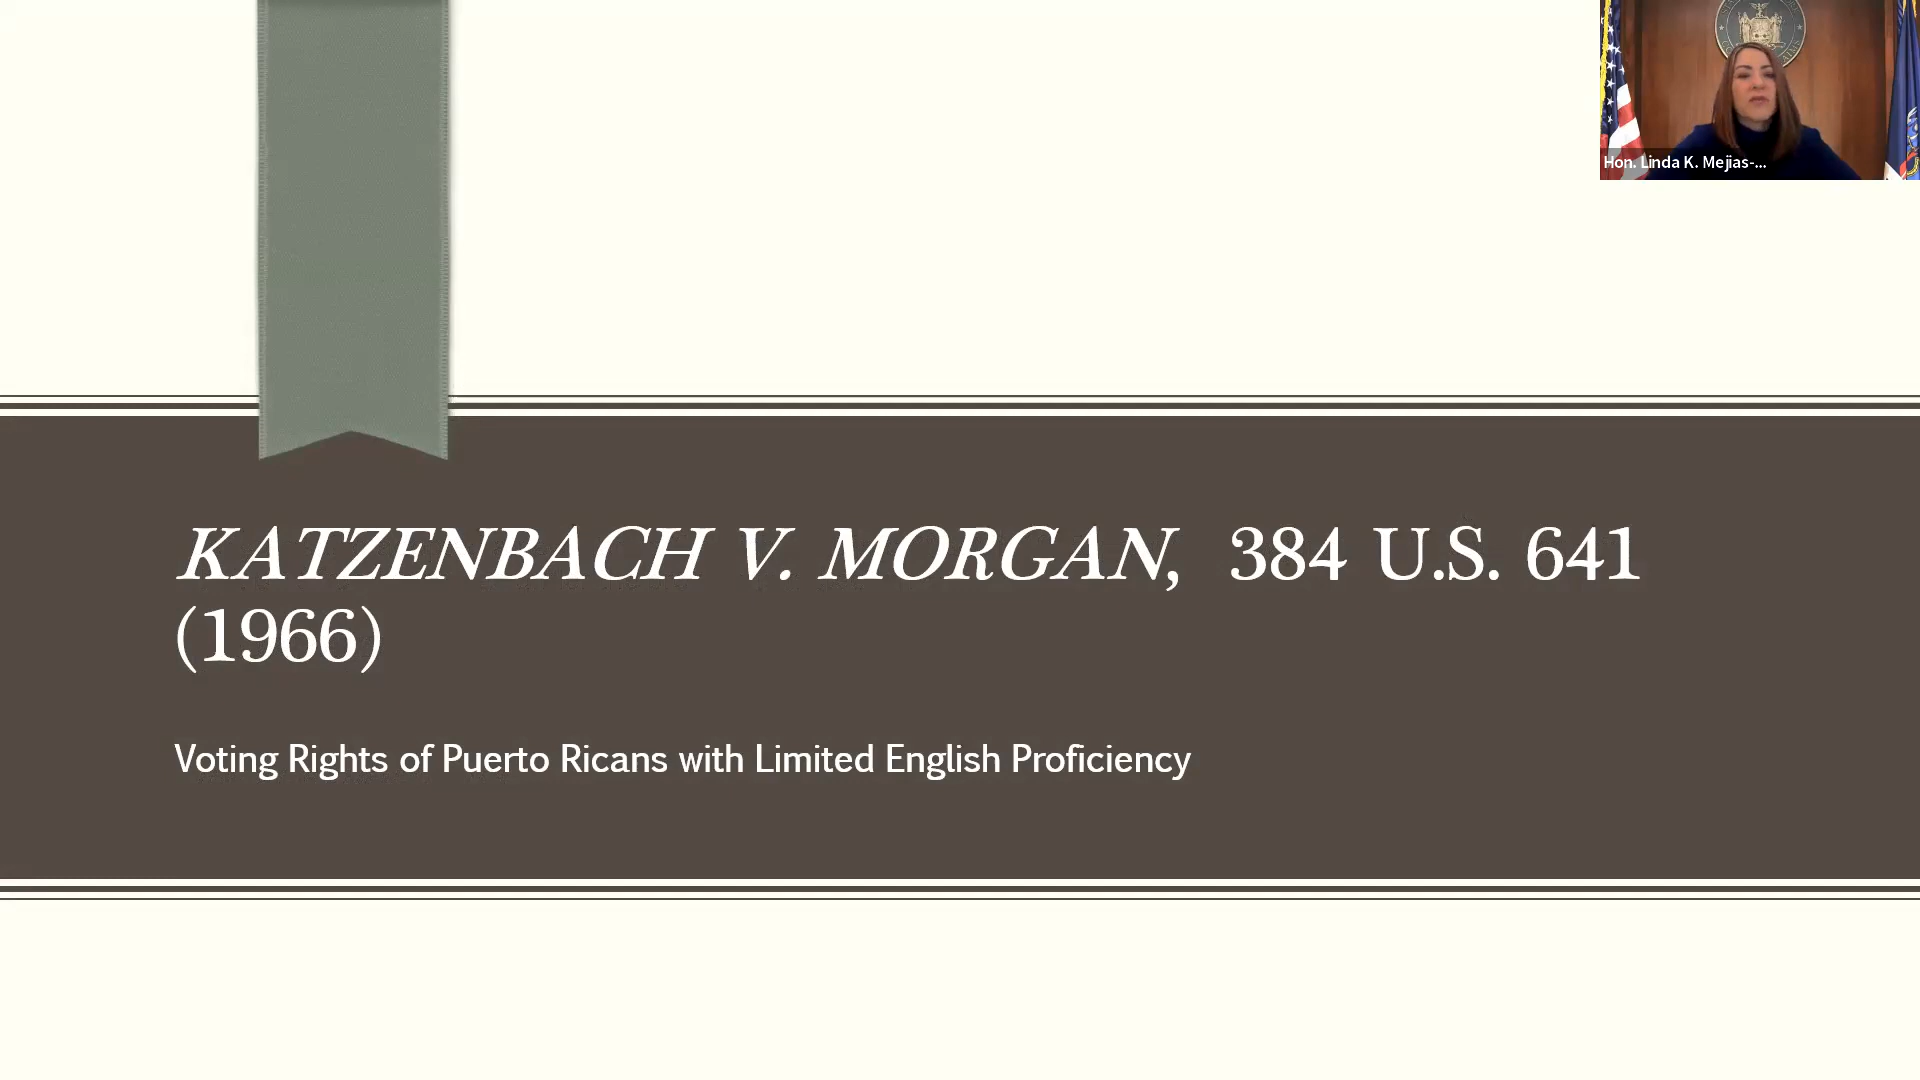 Hon. Linda K. Mejias-...
KATZENBACH V. MORGAN, 384 U.S. 641
(1966)
Voting Rights of Puerto Ricans with Limited English Proficiency